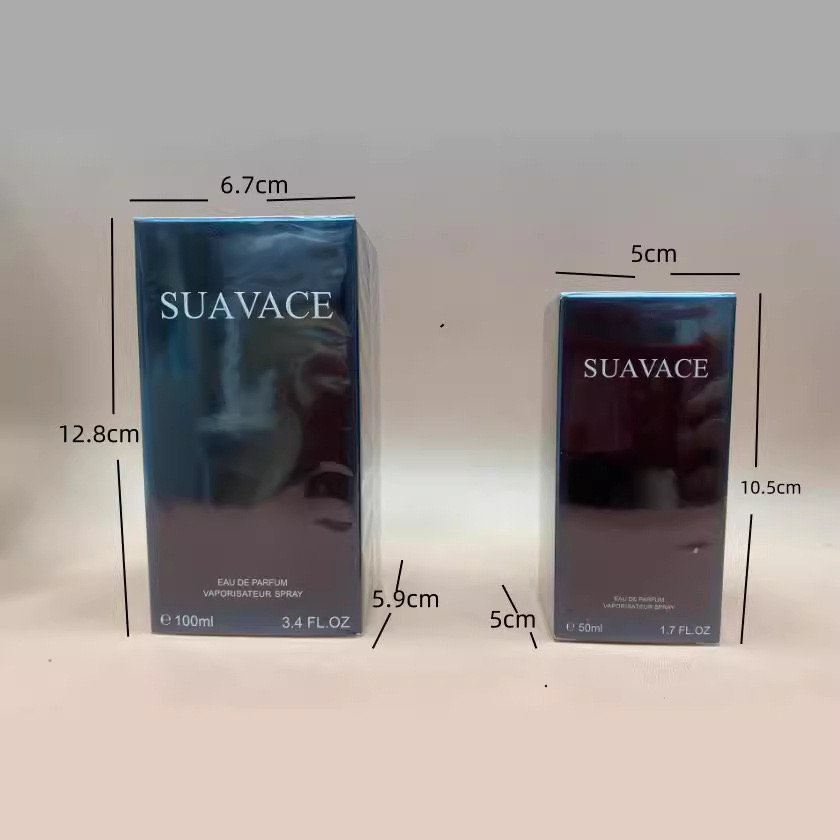 6.7cm
5cm
SUAVACE
SUAVACE
12.8cm
10.5cm
EAU DE PARFUM
VAPORISATEUR SPRAY
5.9cm
5cm
EAU DE PARFUM
VAPORISATEUR SPRAY
℮ 100ml 3.4 FL.OZ
℮ 50ml 1.7 FL.OZ